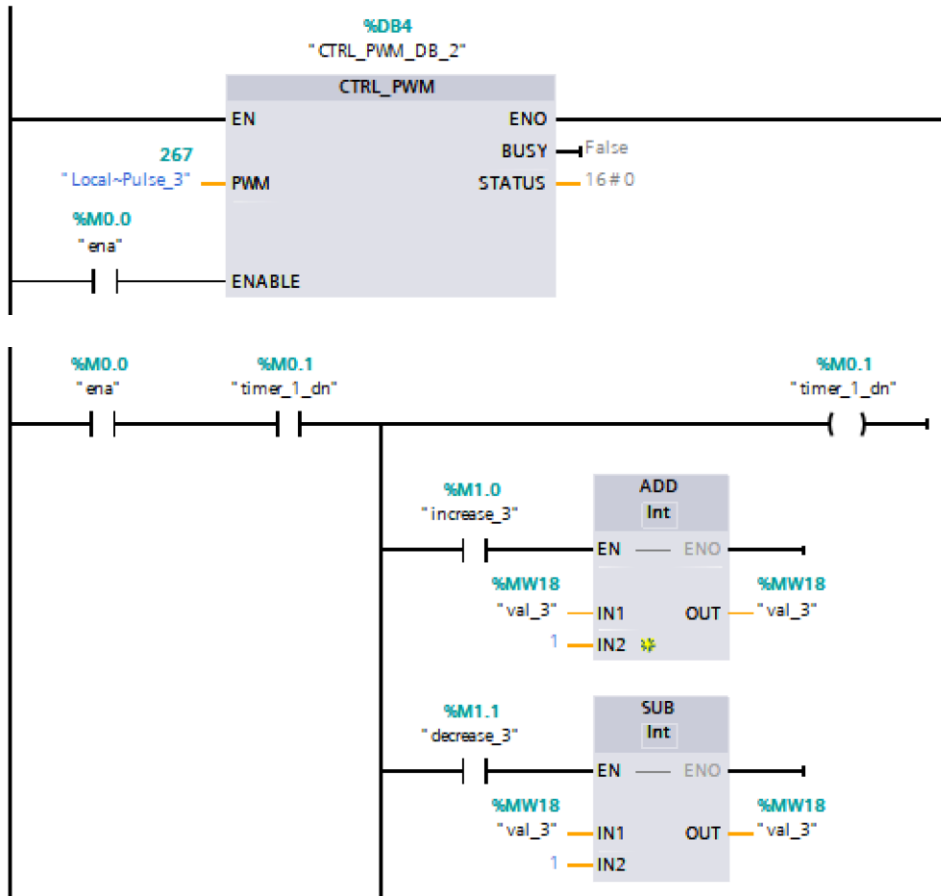 %DB4
"CTRL_PWM_DB_2"
CTRL_PWM
EN ENO
BUSY False
267
"Local~Pulse_3" PWM STATUS 16#0
%M0.0
"ena"
ENABLE
%M0.0 %M0.1 %M0.1
"ena" "timer_1_dn" "timer_1_dn"
%M1.0 ADD
"increase_3" Int
EN ENO
%MW18 %MW18
"val_3" IN1 OUT "val_3"
1 IN2
%M1.1 SUB
"decrease_3" Int
EN ENO
%MW18 %MW18
"val_3" IN1 OUT "val_3"
1 IN2